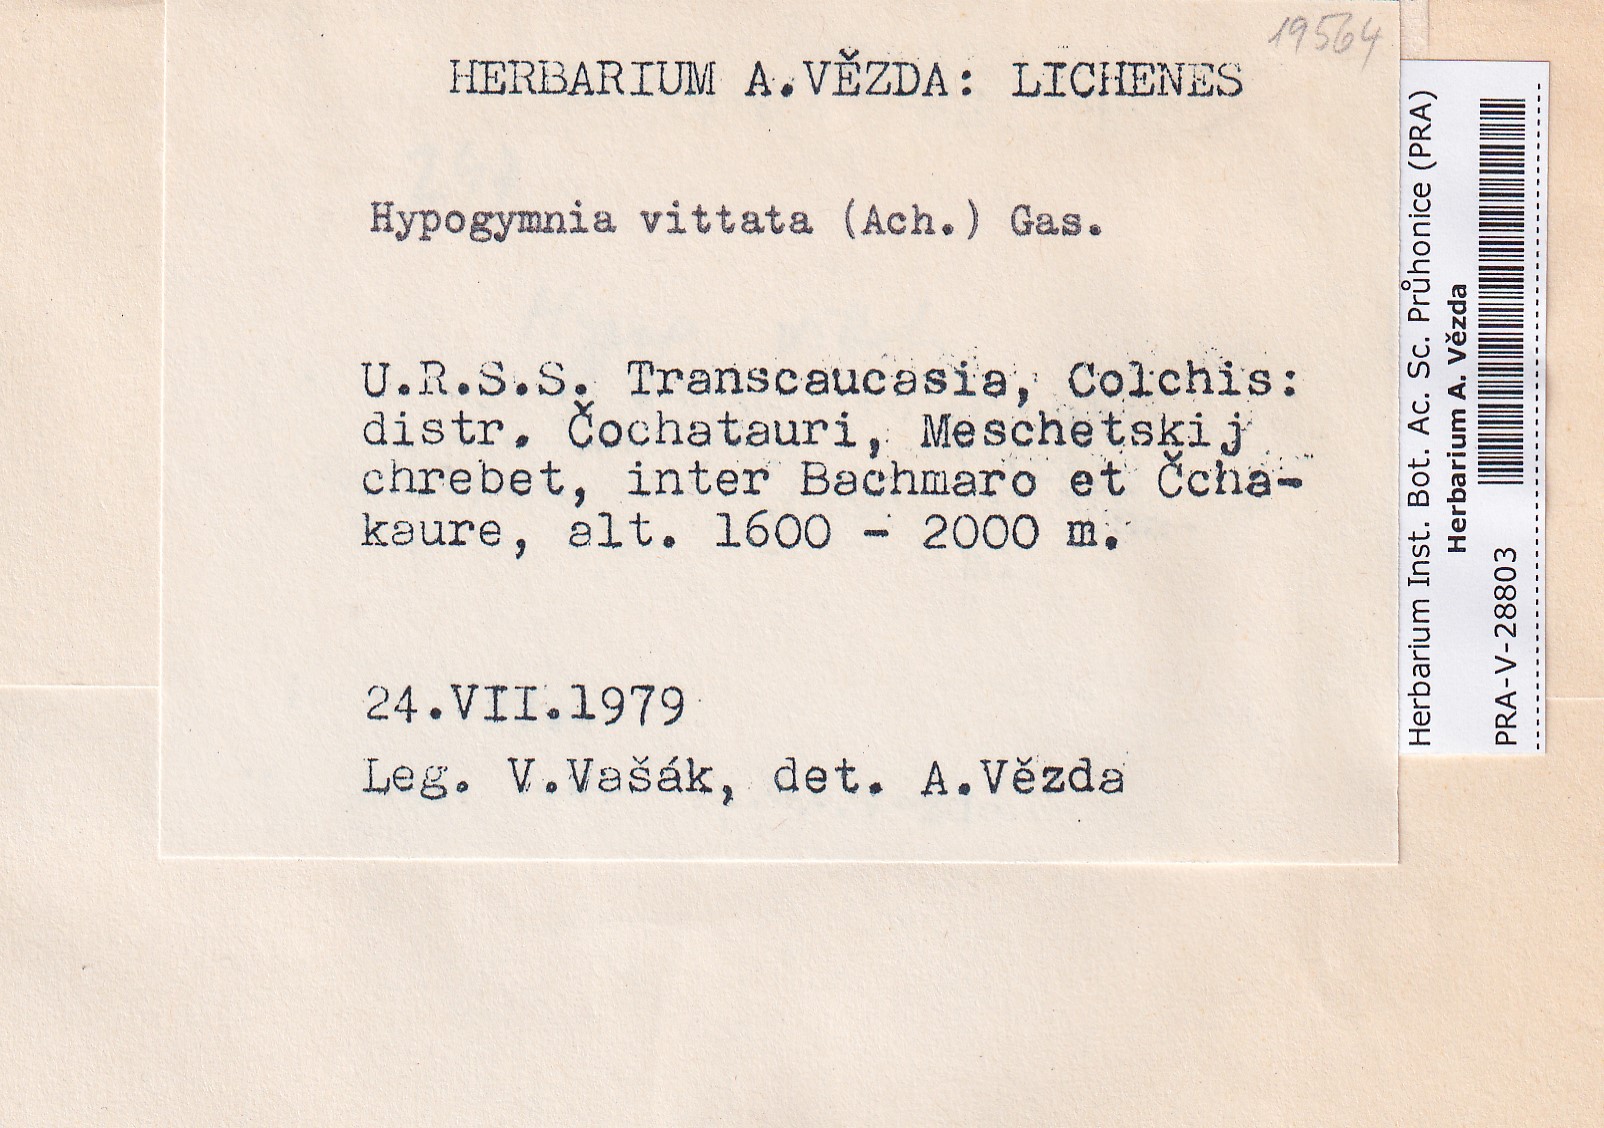 19564
HERBARIUM A.VĚZDA: LICHENES
Hypogymnia vittata (Ach.) Gas.
U.R.S.S. Transcaucasia, Colchis:
distr. Čochatauri, Meschetskij
chrebet, inter Bachmaro et Čcha-
kaure, alt. 1600 - 2000 m.
24.VII.1979
Leg. V.Vašák, det. A.Vězda
Herbarium Inst. Bot. Ac. Sc. Průhonice (PRA)
Herbarium A. Vězda
PRA-V-28803